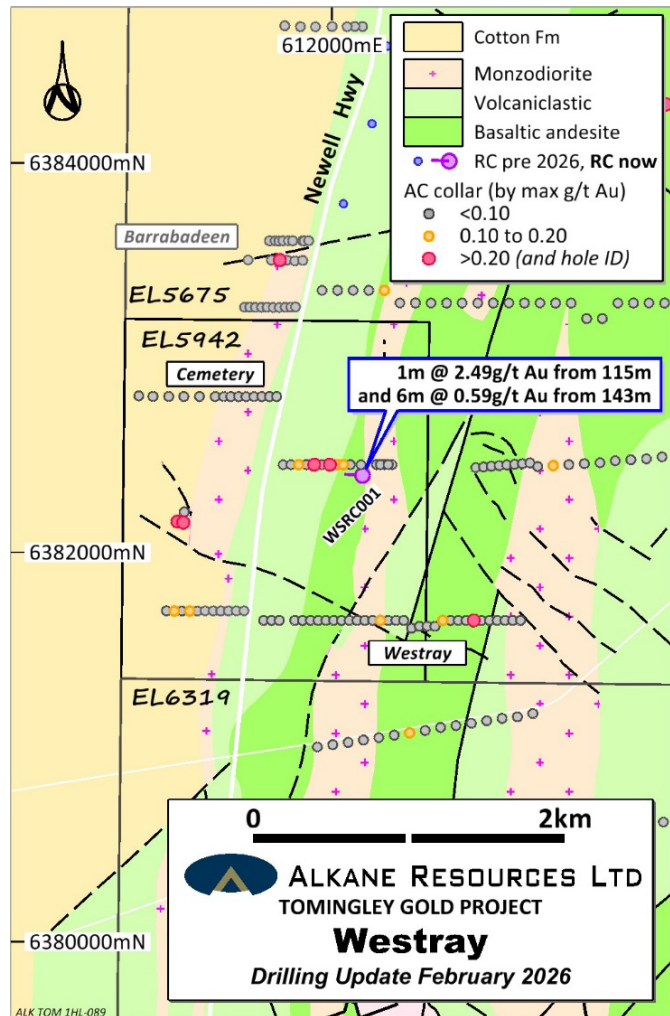 612000mE
Cotton Fm
Monzodiorite
Volcaniclastic
Basaltic andesite
RC pre 2026, RC now
AC collar (by max g/t Au)
<0.10
0.10 to 0.20
>0.20 (and hole ID)
N
Newell Hwy
6384000mN
Barrabadeen
EL5675
EL5942
Cemetery
1m @ 2.49g/t Au from 115m
and 6m @ 0.59g/t Au from 143m
WSRC001
6382000mN
Westray
EL6319
0 2km
ALKANE RESOURCES LTD
TOMINGLEY GOLD PROJECT
Westray
Drilling Update February 2026
6380000mN
ALK TOM 1HL-089